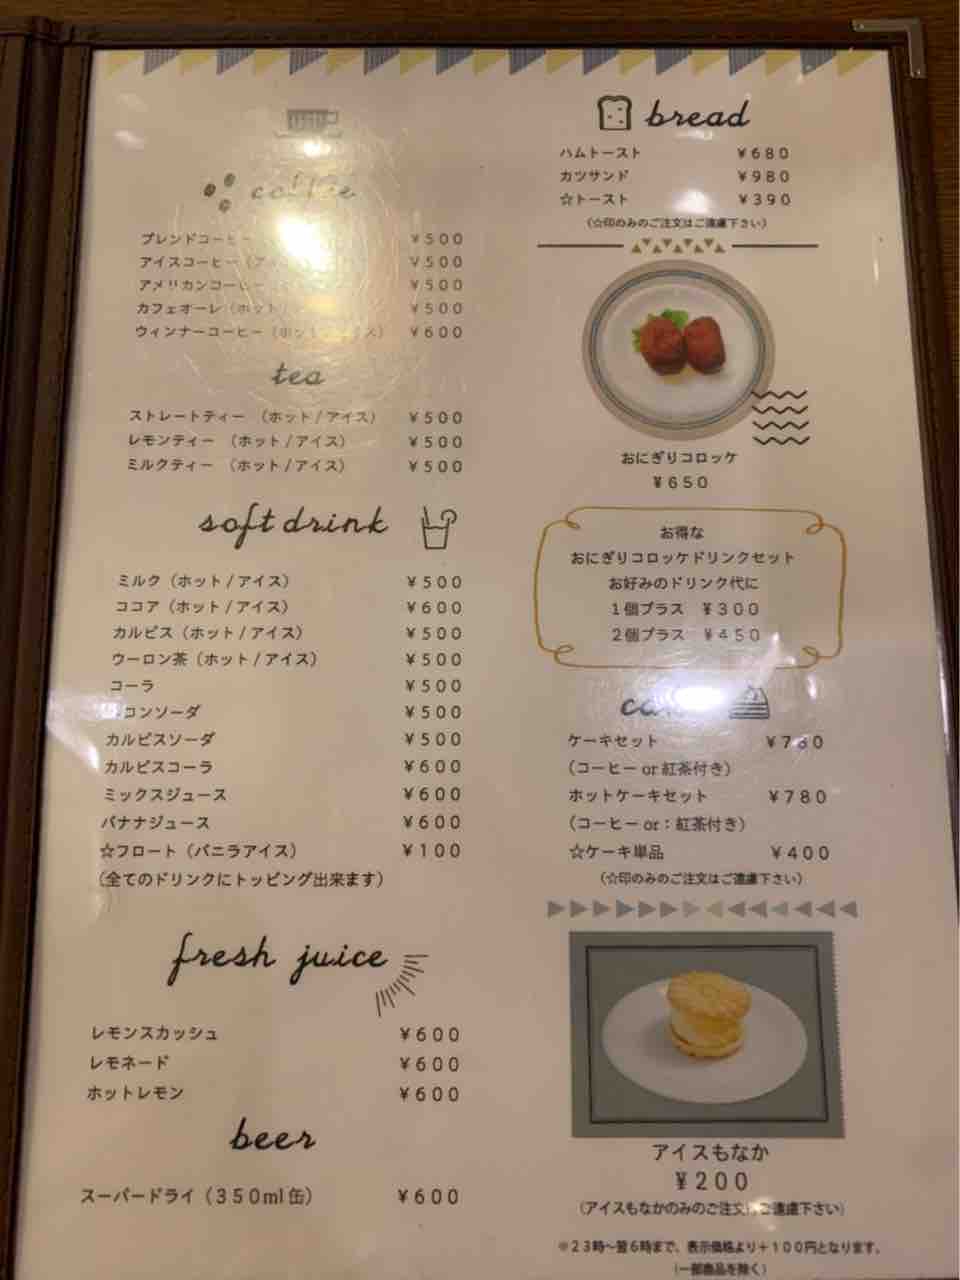 coffee
ブレンドコーヒー ¥500
アイスコーヒー ¥500
アメリカンコーヒー ¥500
カフェオーレ（ホット/ ¥500
ウィンナーコーヒー（ホット/アイス） ¥600
tea
ストレートティー （ホット/アイス） ¥500
レモンティー （ホット/アイス） ¥500
ミルクティー （ホット/アイス） ¥500
soft drink
ミルク（ホット/アイス） ¥500
ココア（ホット/アイス） ¥600
カルピス（ホット/アイス） ¥500
ウーロン茶（ホット/アイス） ¥500
コーラ ¥500
コンソーダ ¥500
カルピスソーダ ¥500
カルピスコーラ ¥600
ミックスジュース ¥600
バナナジュース ¥600
☆フロート（バニラアイス） ¥100
（全てのドリンクにトッピング出来ます）
fresh juice
レモンスカッシュ ¥600
レモネード ¥600
ホットレモン ¥600
beer
スーパードライ（350ml缶） ¥600
bread
ハムトースト ¥680
カツサンド ¥980
☆トースト ¥390
（☆印のみのご注文はご遠慮下さい）
おにぎりコロッケ
¥650
お得な
おにぎりコロッケドリンクセット
お好みのドリンク代に
1個プラス ¥300
2個プラス ¥450
ケーキセット ¥780
（コーヒー or 紅茶付き）
ホットケーキセット ¥780
（コーヒー or：紅茶付き）
☆ケーキ単品 ¥400
（☆印のみのご注文はご遠慮下さい）
アイスもなか
¥200
（アイスもなかのみのご注文はご遠慮下さい）
※23時〜翌6時まで、表示価格より＋100円となります。
（一部商品を除く）